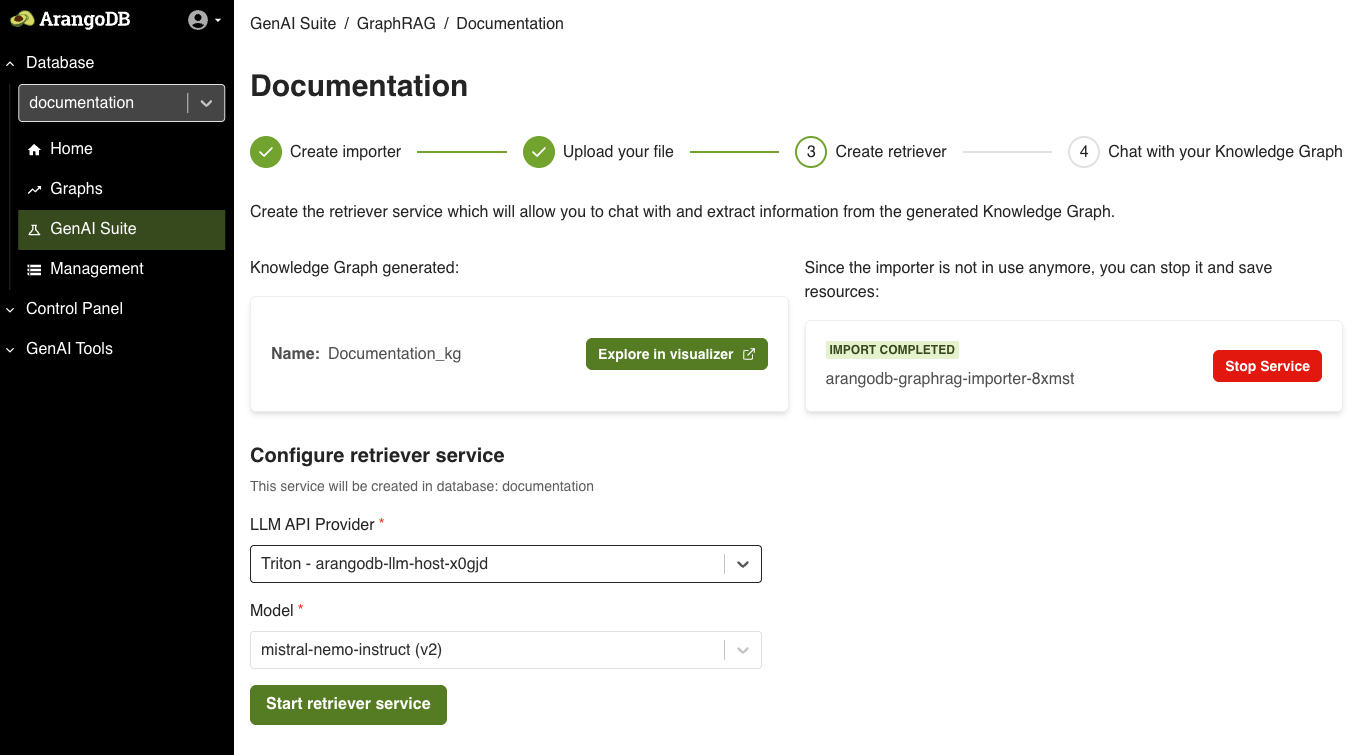 ArangoDB
Database
documentation
Home
Graphs
GenAI Suite
Management
Control Panel
GenAI Tools
GenAI Suite / GraphRAG / Documentation
Documentation
Create importer
Upload your file
3 Create retriever
4 Chat with your Knowledge Graph
Create the retriever service which will allow you to chat with and extract information from the generated Knowledge Graph.
Knowledge Graph generated:
Name: Documentation_kg
Explore in visualizer
Since the importer is not in use anymore, you can stop it and save
resources:
IMPORT COMPLETED
arangodb-graphrag-importer-8xmst
Stop Service
Configure retriever service
This service will be created in database: documentation
LLM API Provider *
Triton - arangodb-llm-host-x0gjd
Model *
mistral-nemo-instruct (v2)
Start retriever service